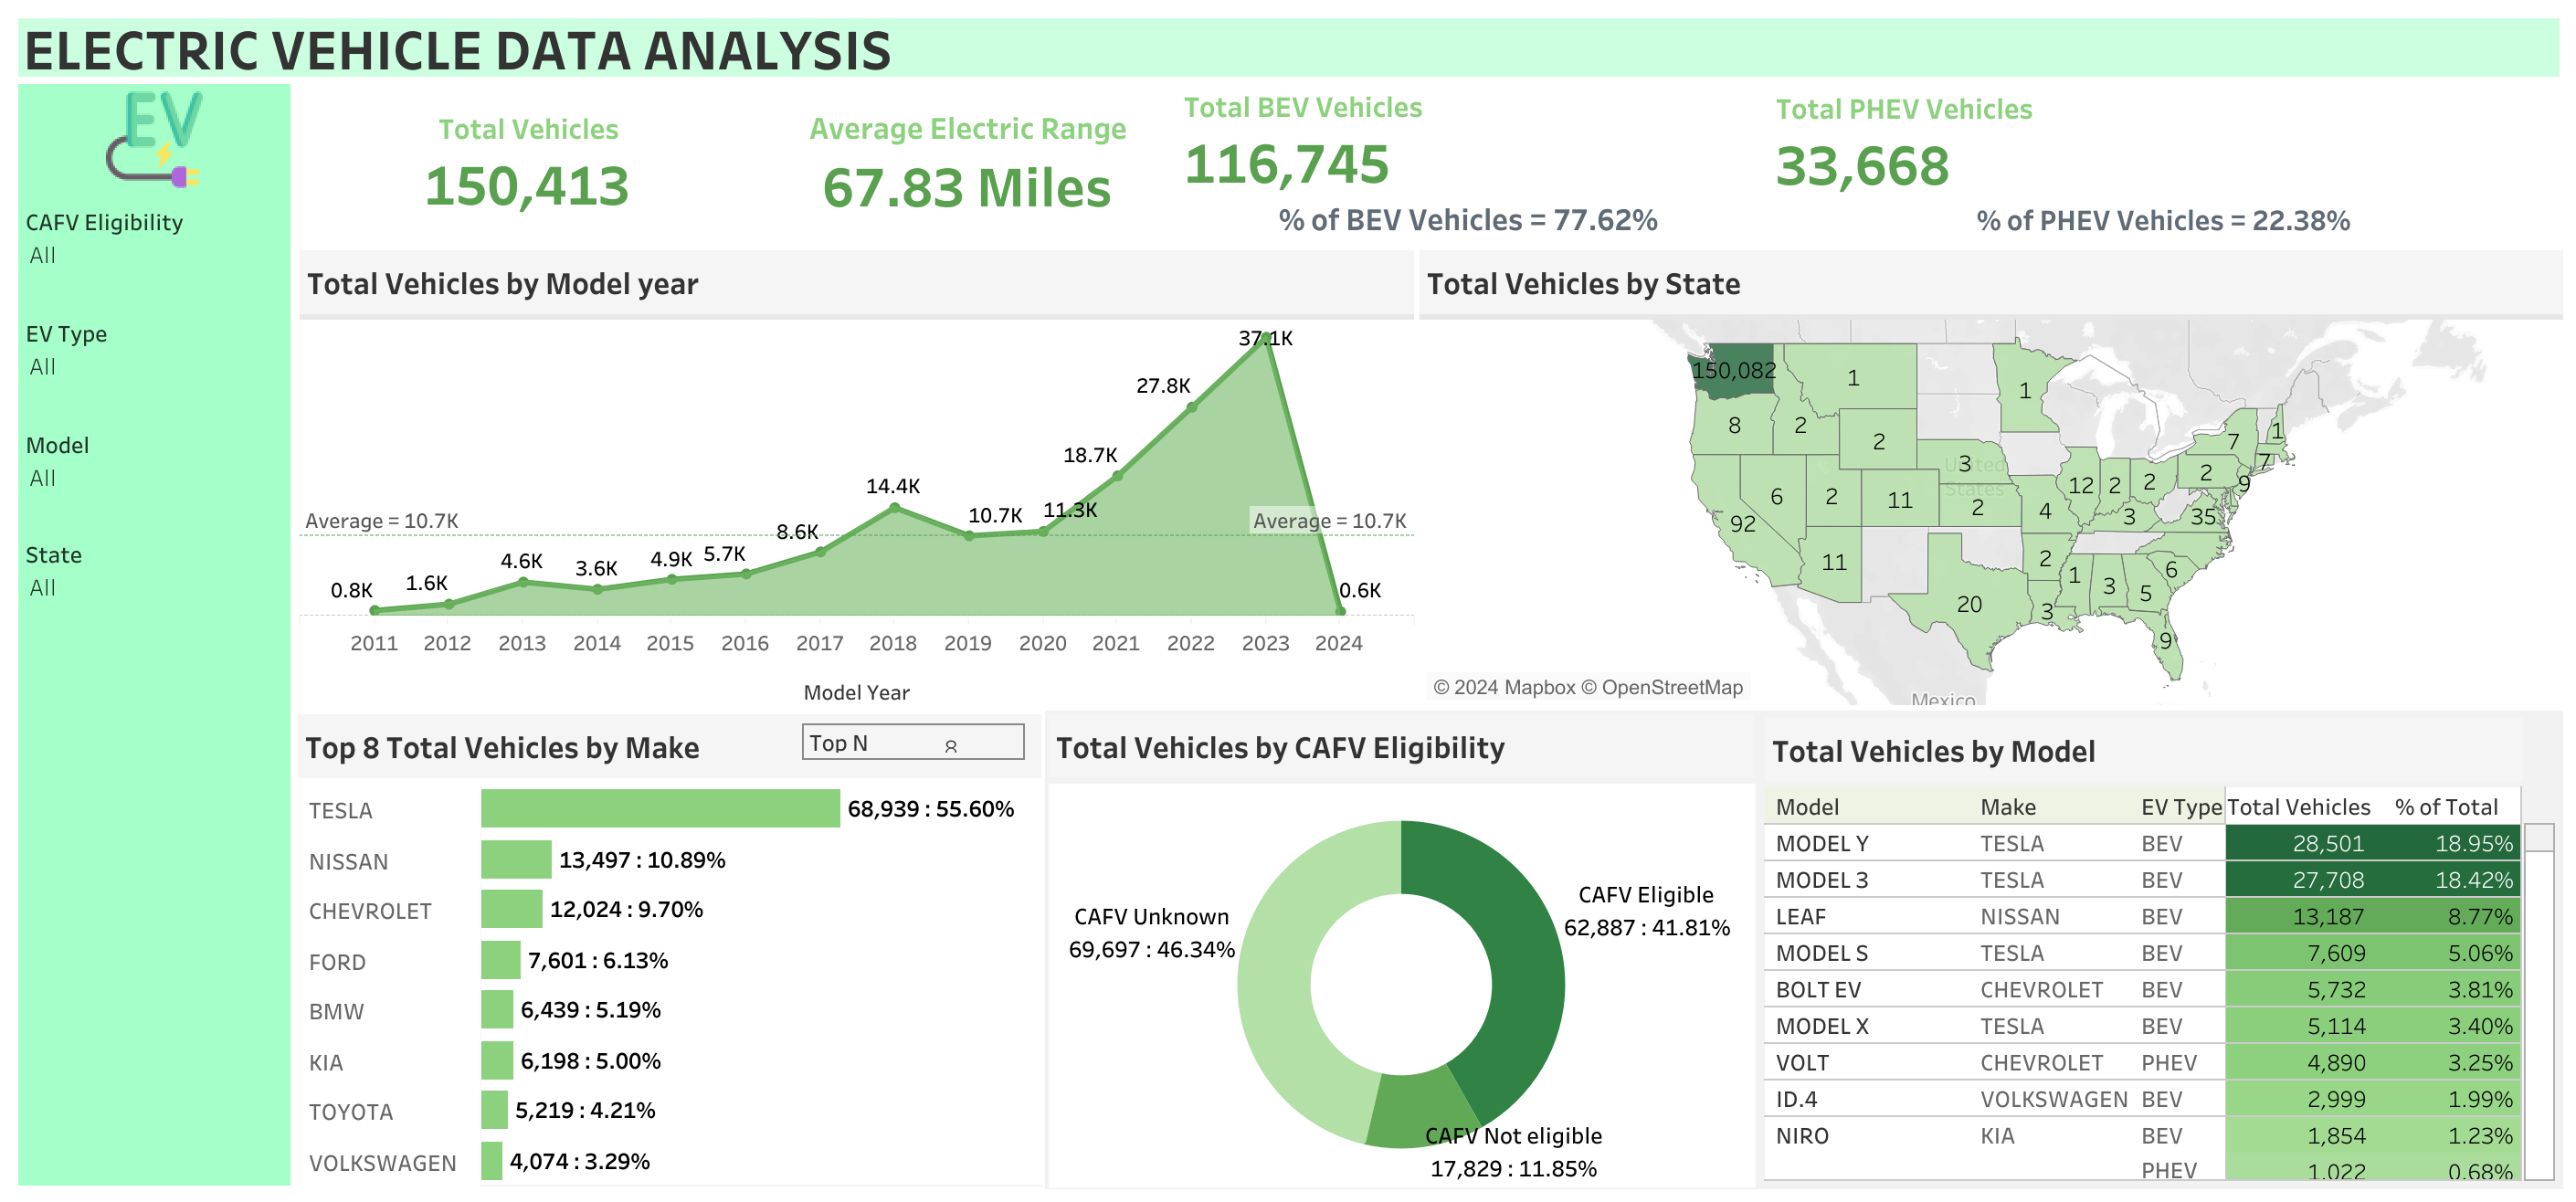 ELECTRIC VEHICLE DATA ANALYSIS
EV
CAFV Eligibility
All
EV Type
All
Model
All
State
All
Total Vehicles
150,413
Average Electric Range
67.83 Miles
Total BEV Vehicles
116,745
% of BEV Vehicles = 77.62%
Total PHEV Vehicles
33,668
% of PHEV Vehicles = 22.38%
Total Vehicles by Model year
37.1K
27.8K
18.7K
14.4K
10.7K
11.3K
Average = 10.7K
Average = 10.7K
8.6K
4.6K
3.6K
4.9K
5.7K
0.8K
1.6K
0.6K
2011 2012 2013 2014 2015 2016 2017 2018 2019 2020 2021 2022 2023 2024
Model Year
Total Vehicles by State
150,082
1
1
8
2
2
7
1
3
United
States
2
7
9
6
2
11
2
4
12
2
2
3
35
92
11
2
1
3
5
6
20
3
9
Mexico
© 2024 Mapbox © OpenStreetMap
Top 8 Total Vehicles by Make
Top N 8
TESLA 68,939 : 55.60%
NISSAN 13,497 : 10.89%
CHEVROLET 12,024 : 9.70%
FORD 7,601 : 6.13%
BMW 6,439 : 5.19%
KIA 6,198 : 5.00%
TOYOTA 5,219 : 4.21%
VOLKSWAGEN 4,074 : 3.29%
Total Vehicles by CAFV Eligibility
CAFV Eligible
62,887 : 41.81%
CAFV Unknown
69,697 : 46.34%
CAFV Not eligible
17,829 : 11.85%
Total Vehicles by Model
Model Make EV Type Total Vehicles % of Total
MODEL Y TESLA BEV 28,501 18.95%
MODEL 3 TESLA BEV 27,708 18.42%
LEAF NISSAN BEV 13,187 8.77%
MODEL S TESLA BEV 7,609 5.06%
BOLT EV CHEVROLET BEV 5,732 3.81%
MODEL X TESLA BEV 5,114 3.40%
VOLT CHEVROLET PHEV 4,890 3.25%
ID.4 VOLKSWAGEN BEV 2,999 1.99%
NIRO KIA BEV 1,854 1.23%
PHEV 1,022 0.68%